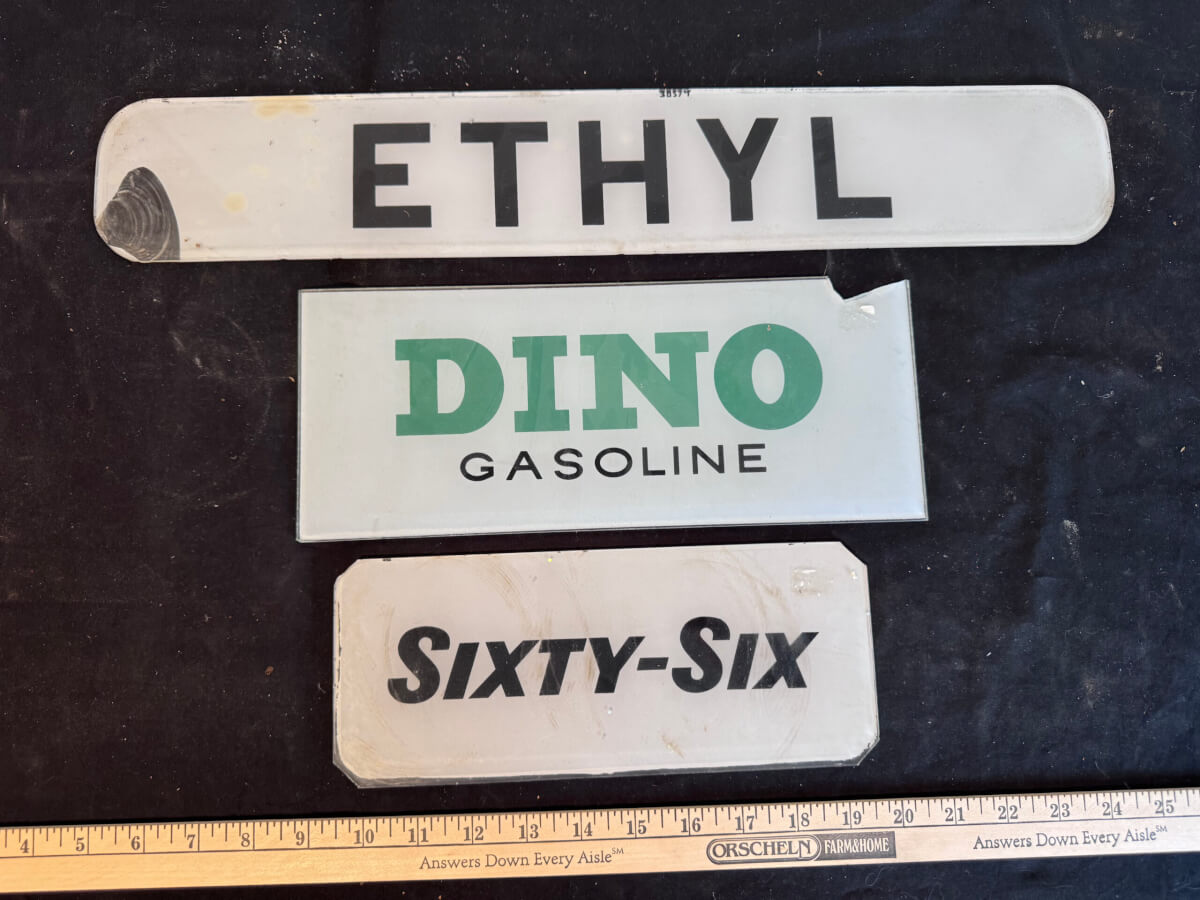 38579
ETHYL
DINO
GASOLINE
SIXTY-SIX
4 5 6 7 8 9 10 11 12 13 14 15 16 17 18 19 20 21 22 23 24 25
Answers Down Every Aisle℠ ORSCHELN FARM&HOME Answers Down Every Aisle℠